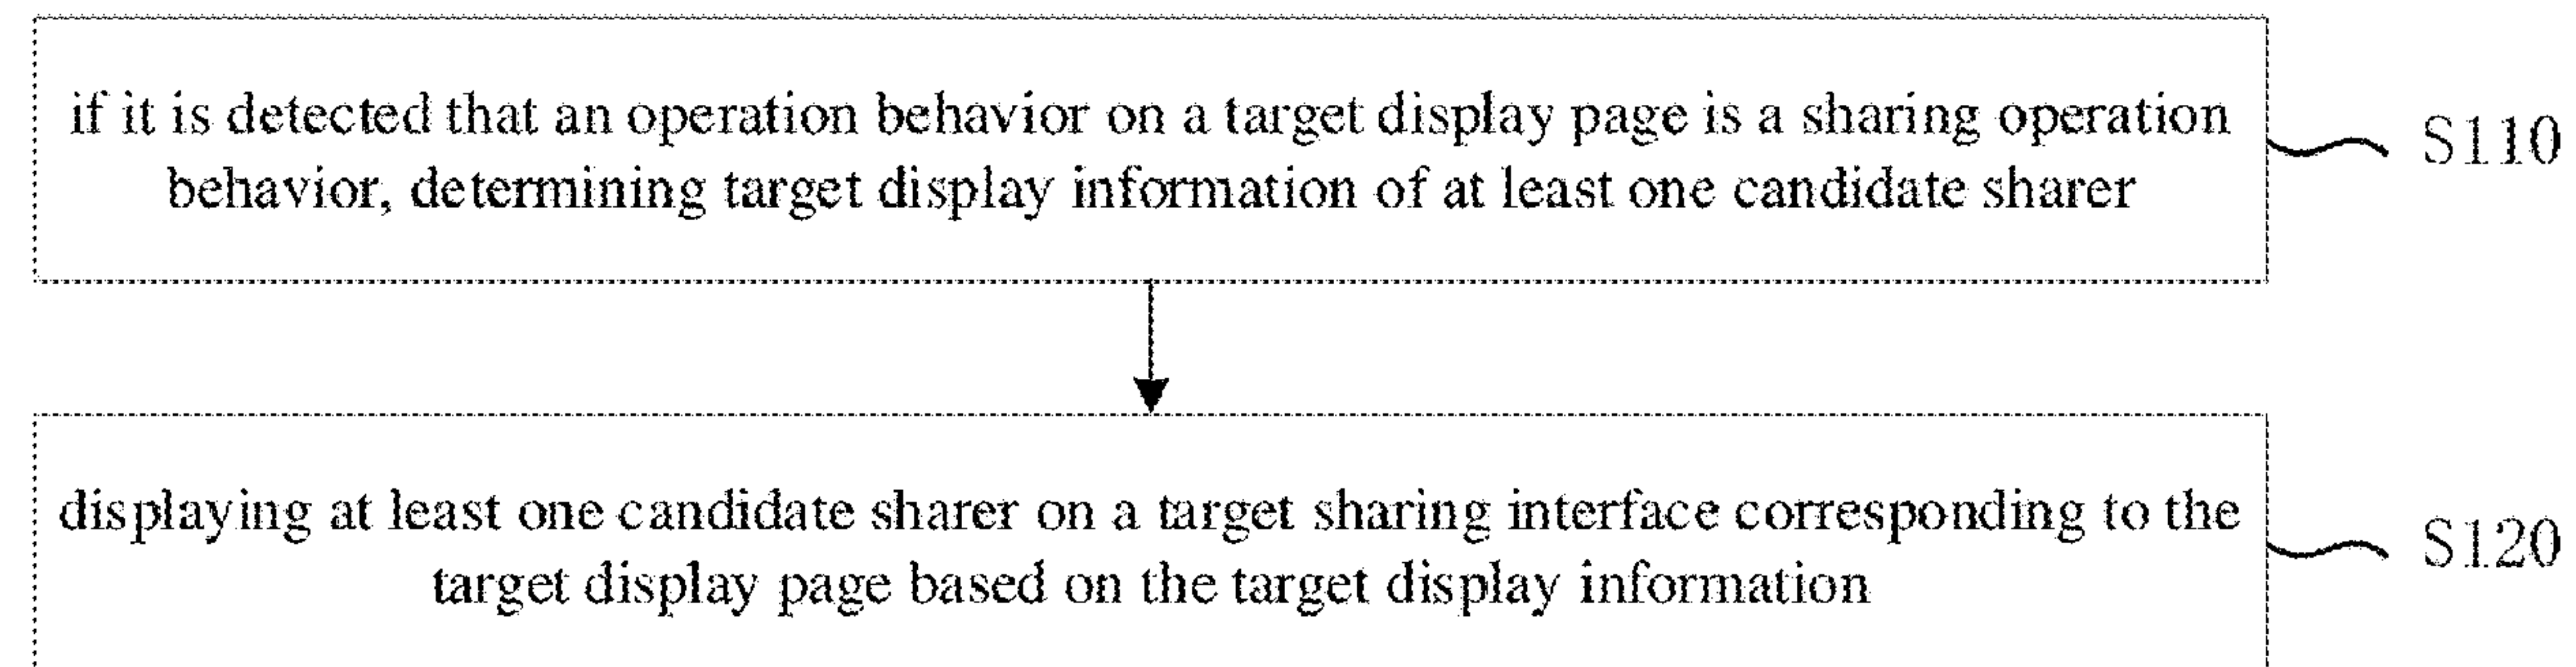 if it is detected that an operation behavior on a target display page is a sharing operation
behavior, determining target display information of at least one candidate sharer
S110
displaying at least one candidate sharer on a target sharing interface corresponding to the
target display page based on the target display information
S120